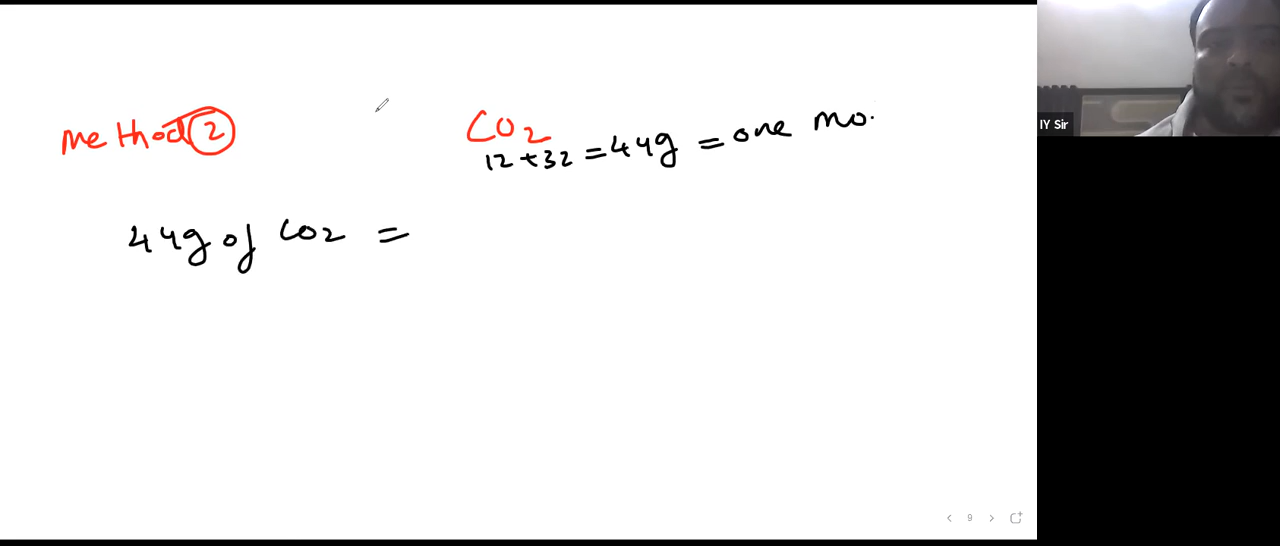 Method 2
CO2
12 + 32 = 44g = one mo.
44g of CO2 =
IY Sir
9